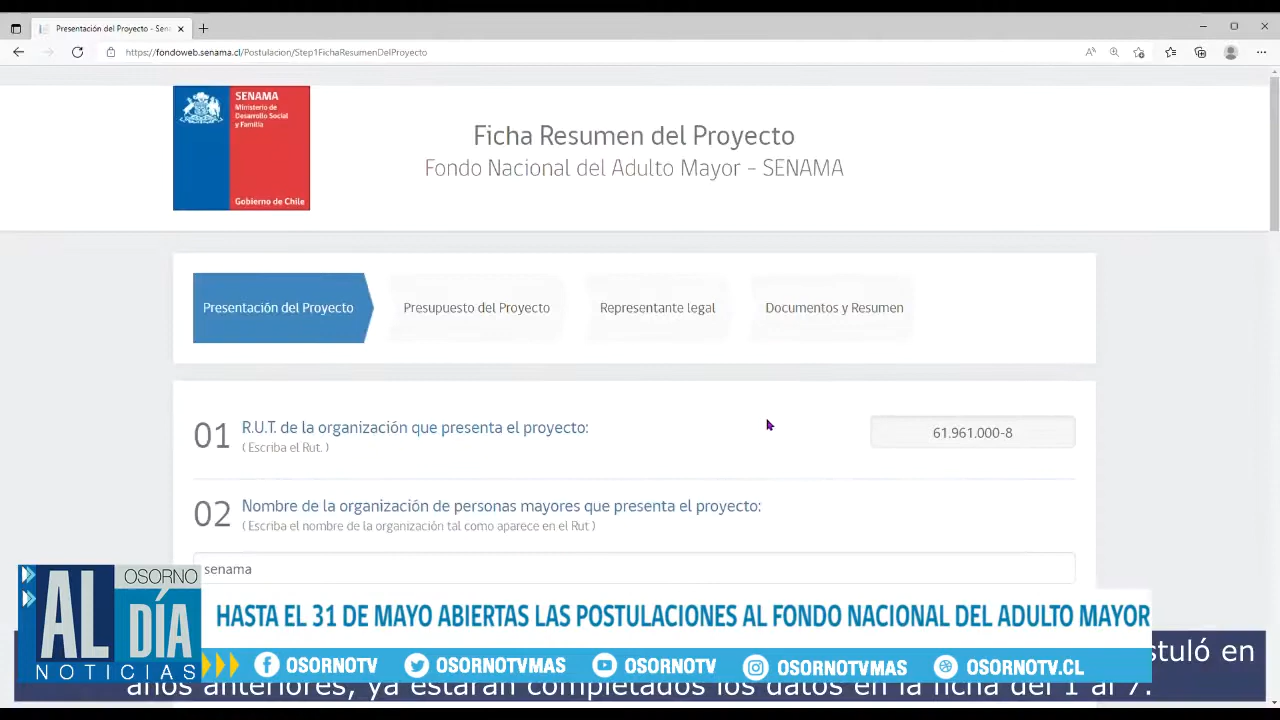 Presentación del Proyecto - Sen
https://fondoweb.senama.cl/Postulacion/Step1FichaResumenDelProyecto
SENAMA
Ministerio de
Desarrollo Social
y Familia
Gobierno de Chile
Ficha Resumen del Proyecto
Fondo Nacional del Adulto Mayor - SENAMA
Presentación del Proyecto
Presupuesto del Proyecto
Representante legal
Documentos y Resumen
01 R.U.T. de la organización que presenta el proyecto:
( Escriba el Rut. )
61.961.000-8
02 Nombre de la organización de personas mayores que presenta el proyecto:
( Escriba el nombre de la organización tal como aparece en el Rut )
senama
AL DÍA
OSORNO
NOTICIAS
HASTA EL 31 DE MAYO ABIERTAS LAS POSTULACIONES AL FONDO NACIONAL DEL ADULTO MAYOR
OSORNOTV OSORNOTVMAS OSORNOTV OSORNOTVMAS OSORNOTV.CL
stuló en
años anteriores, ya estarán completados los datos en la ficha del 1 al 7.